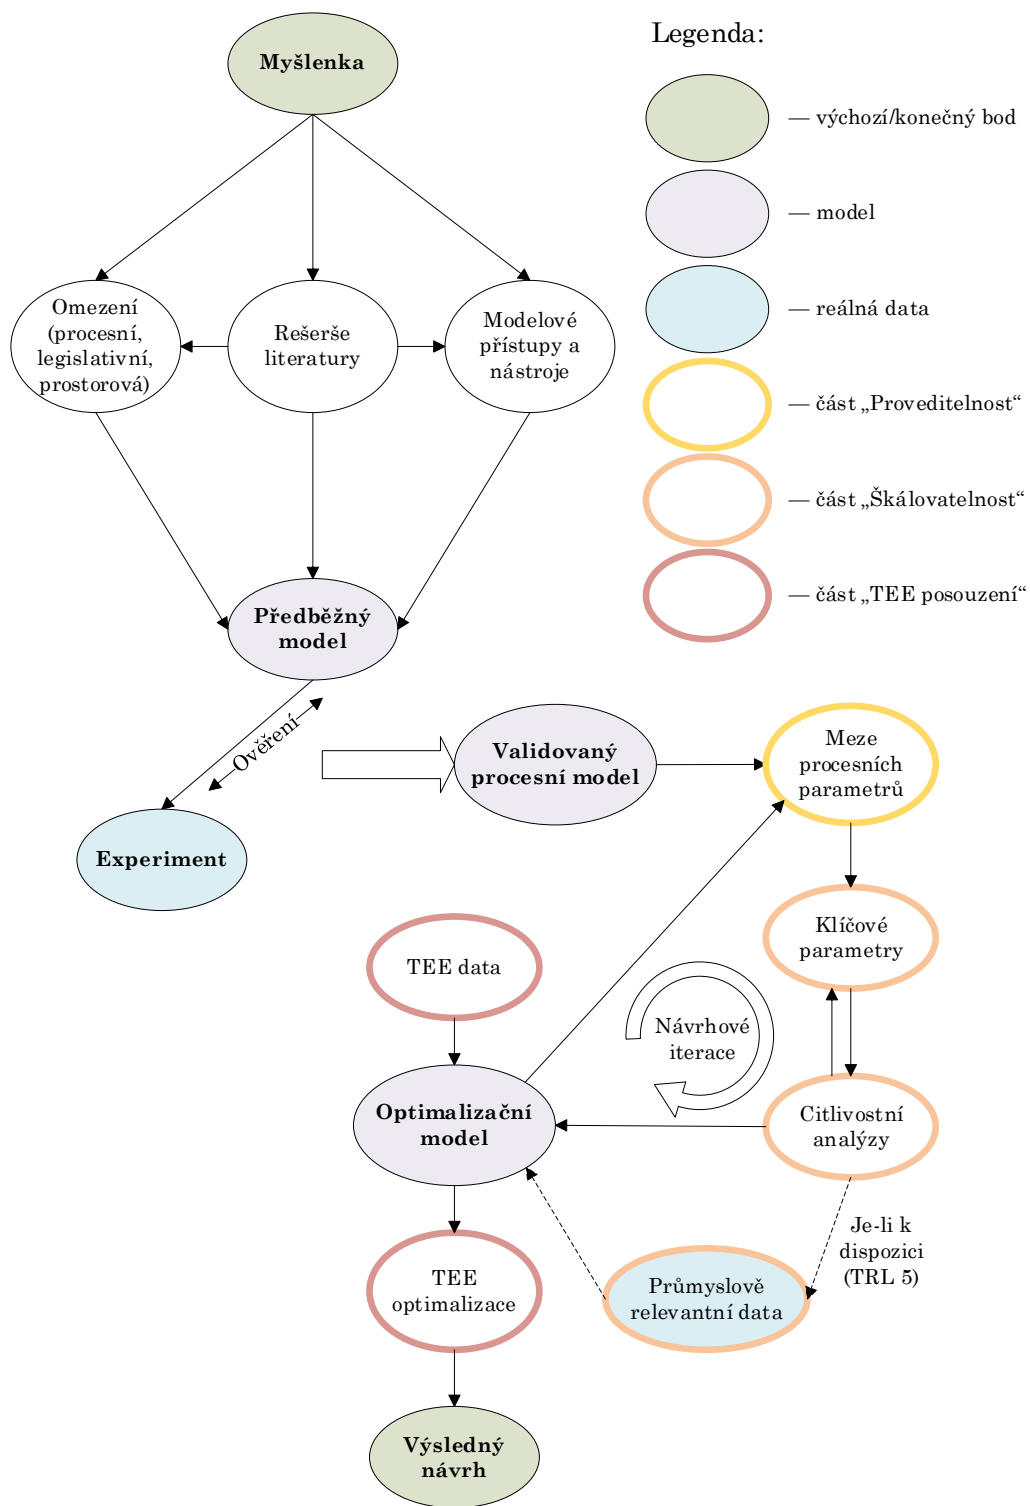 Myšlenka
Omezení
(procesní,
legislativní,
prostorová)
Rešerše
literatury
Modelové
přístupy a
nástroje
Předběžný
model
Ověření
Experiment
Validovaný
procesní model
Meze
procesních
parametrů
Klíčové
parametry
Citlivostní
analýzy
Návrhové
iterace
TEE data
Optimalizační
model
Je-li k
dispozici
(TRL 5)
Průmyslově
relevantní data
TEE
optimalizace
Výsledný
návrh
Legenda:
— výchozí/konečný bod
— model
— reálná data
— část „Proveditelnost“
— část „Škálovatelnost“
— část „TEE posouzení“